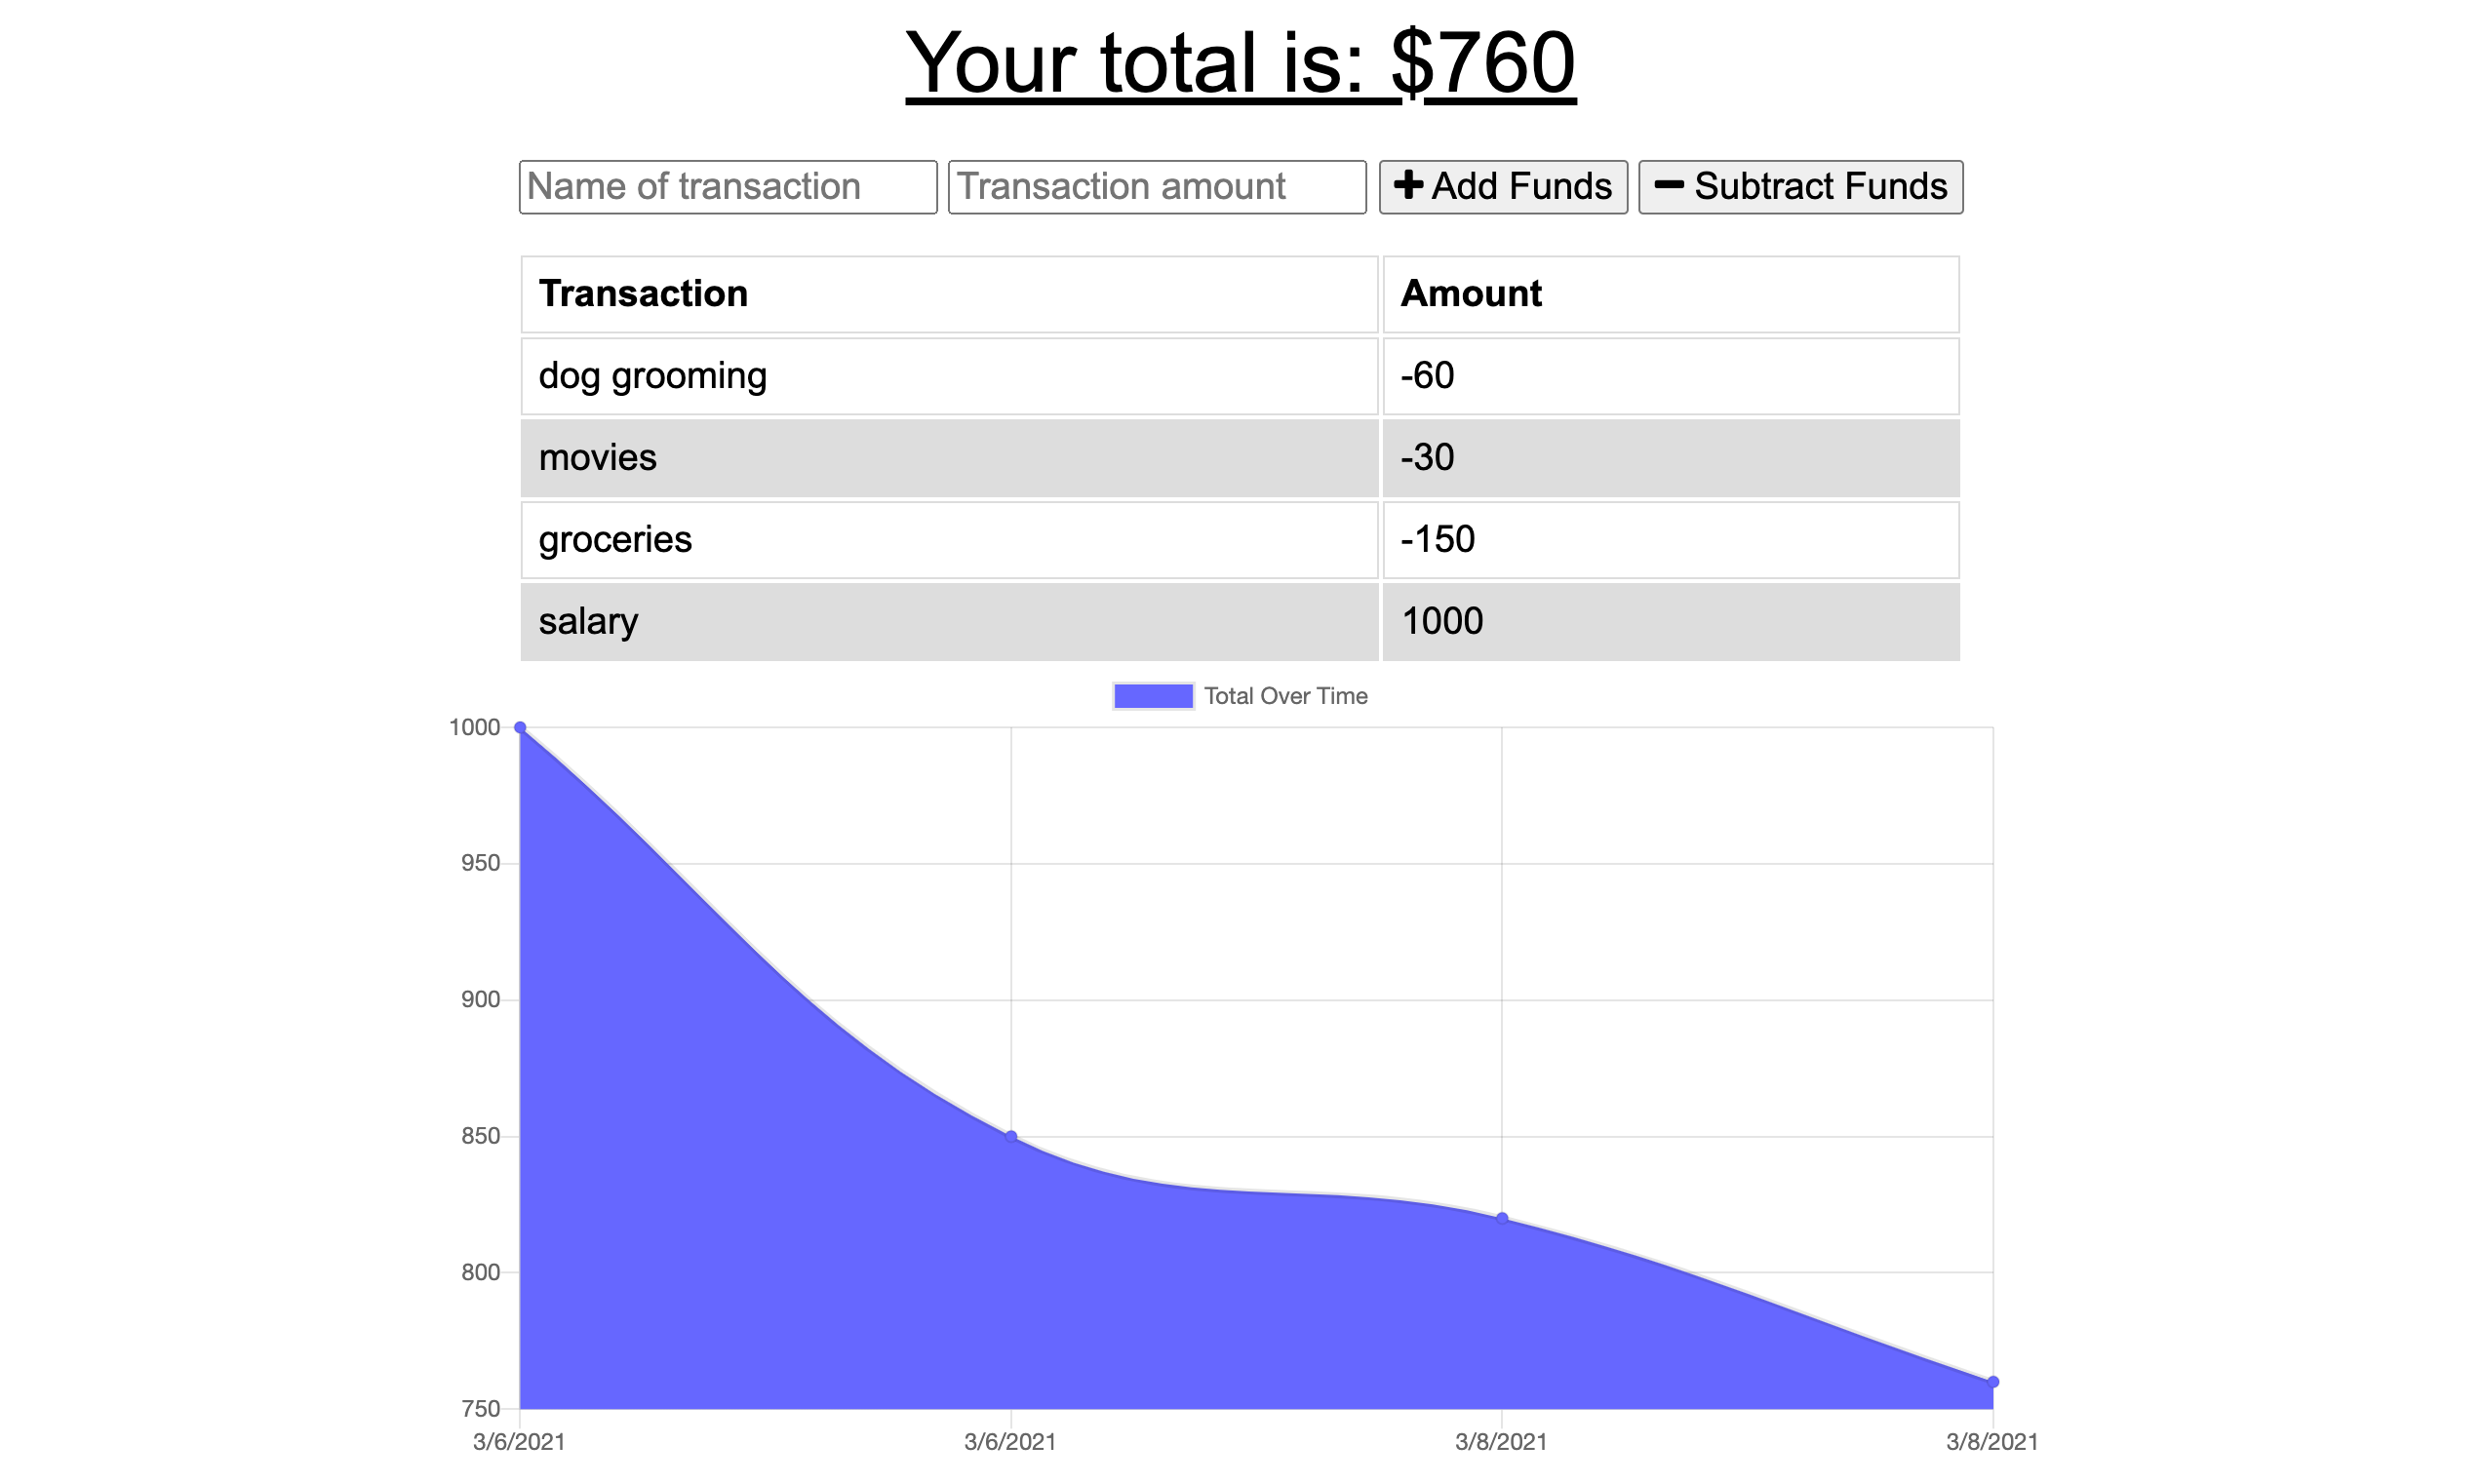 Your total is: $760
Name of transaction Transaction amount Add Funds Subtract Funds
Transaction Amount
dog grooming -60
movies -30
groceries -150
salary 1000
Total Over Time
1000
950
900
850
800
750
3/6/2021 3/6/2021 3/8/2021 3/8/2021